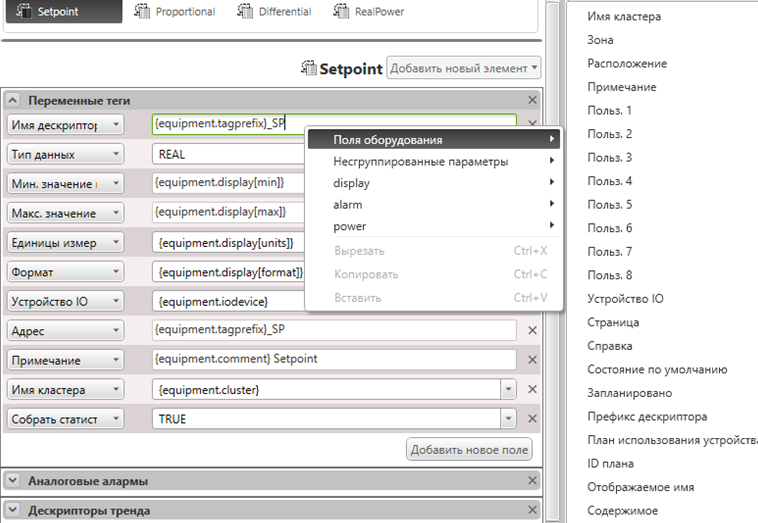 Setpoint Proportional Differential RealPower
Setpoint Добавить новый элемент
Переменные теги
Имя дескриптор {equipment.tagprefix}_SP
Тип данных REAL
Мин. значение {equipment.display[min]}
Макс. значение {equipment.display[max]}
Единицы измер {equipment.display[units]}
Формат {equipment.display[format]}
Устройство IO {equipment.iodevice}
Адрес {equipment.tagprefix}_SP
Примечание {equipment.comment} Setpoint
Имя кластера {equipment.cluster}
Собрать статист TRUE
Добавить новое поле
Аналоговые алармы
Дескрипторы тренда
Поля оборудования
Несгруппированные параметры
display
alarm
power
Вырезать Ctrl+X
Копировать Ctrl+C
Вставить Ctrl+V
Имя кластера
Зона
Расположение
Примечание
Польз. 1
Польз. 2
Польз. 3
Польз. 4
Польз. 5
Польз. 6
Польз. 7
Польз. 8
Устройство IO
Страница
Справка
Состояние по умолчанию
Запланировано
Префикс дескриптора
План использования устройства
ID плана
Отображаемое имя
Содержимое